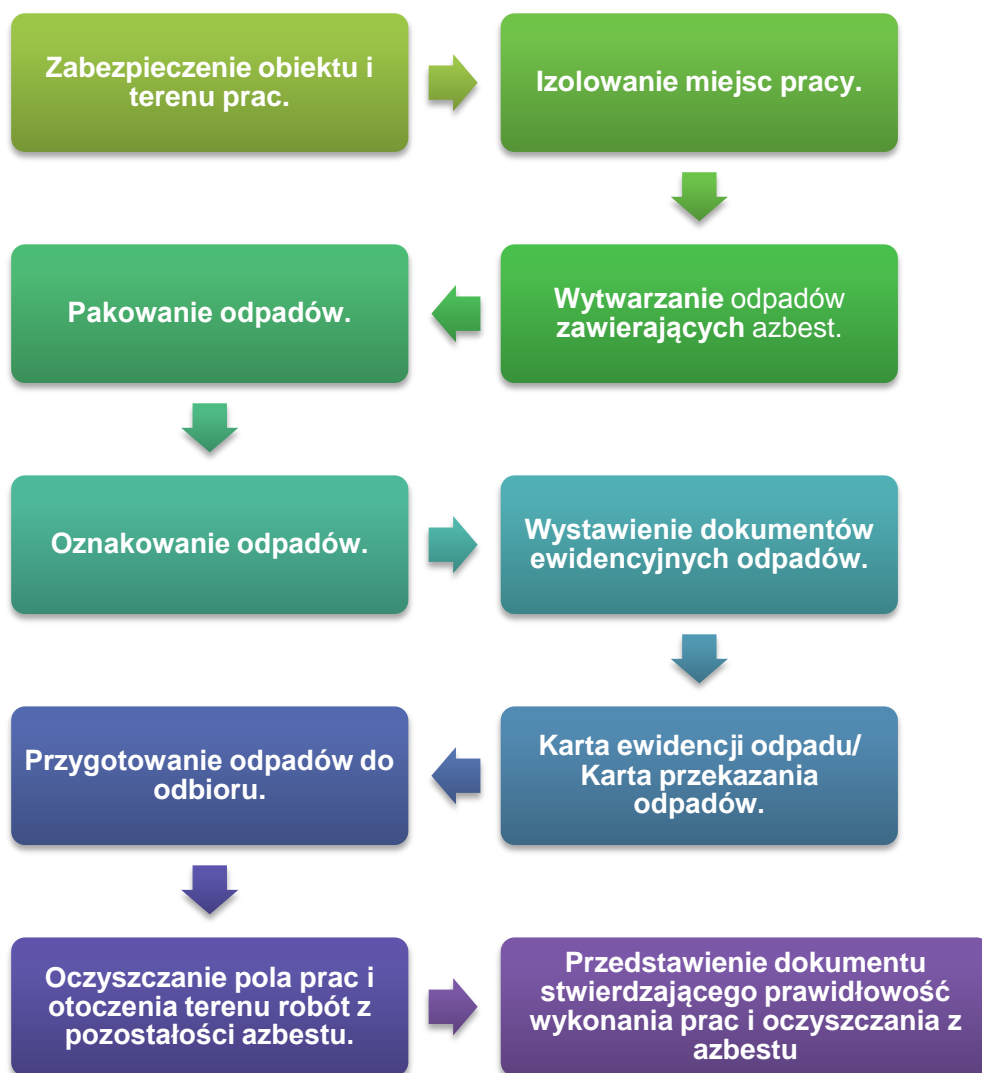 Zabezpieczenie obiektu i
terenu prac.
Izolowanie miejsc pracy.
Wytwarzanie odpadów
zawierających azbest.
Pakowanie odpadów.
Oznakowanie odpadów.
Wystawienie dokumentów
ewidencyjnych odpadów.
Karta ewidencji odpadu/
Karta przekazania
odpadów.
Przygotowanie odpadów do
odbioru.
Oczyszczanie pola prac i
otoczenia terenu robót z
pozostałości azbestu.
Przedstawienie dokumentu
stwierdzającego prawidłowość
wykonania prac i oczyszczania z
azbestu